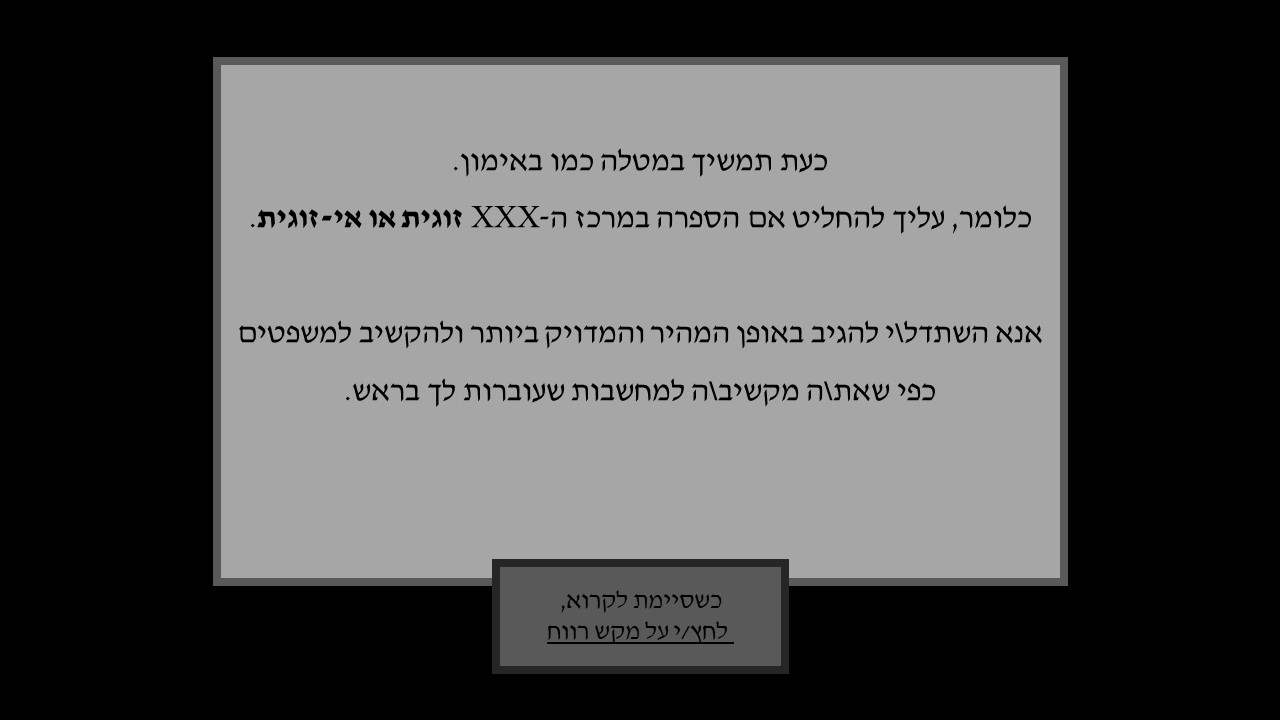 כעת תמשיך במטלה כמו באימון.
כלומר, עליך להחליט אם הספרה במרכז ה-XXX זוגית או אי-זוגית.
אנא השתדל\י להגיב באופן המהיר והמדויק ביותר ולהקשיב למשפטים
כפי שאת\ה מקשיב\ה למחשבות שעוברות לך בראש.
כשסיימת לקרוא,
לחץ/י על מקש רווח